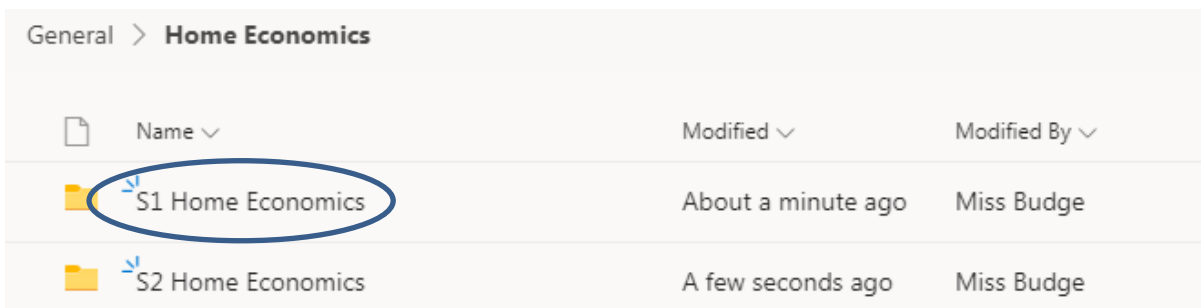 General > Home Economics
Name Modified Modified By
S1 Home Economics About a minute ago Miss Budge
S2 Home Economics A few seconds ago Miss Budge